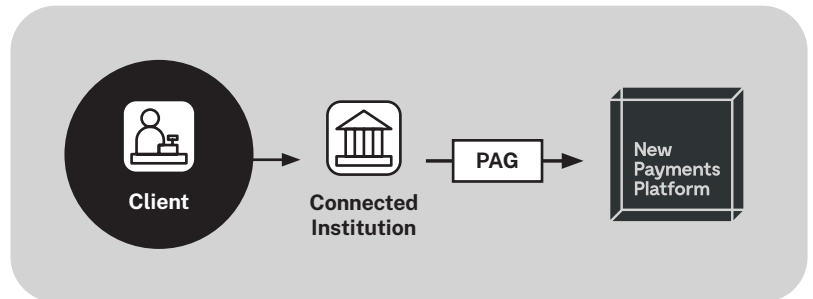 Client
Connected
Institution
PAG
New
Payments
Platform